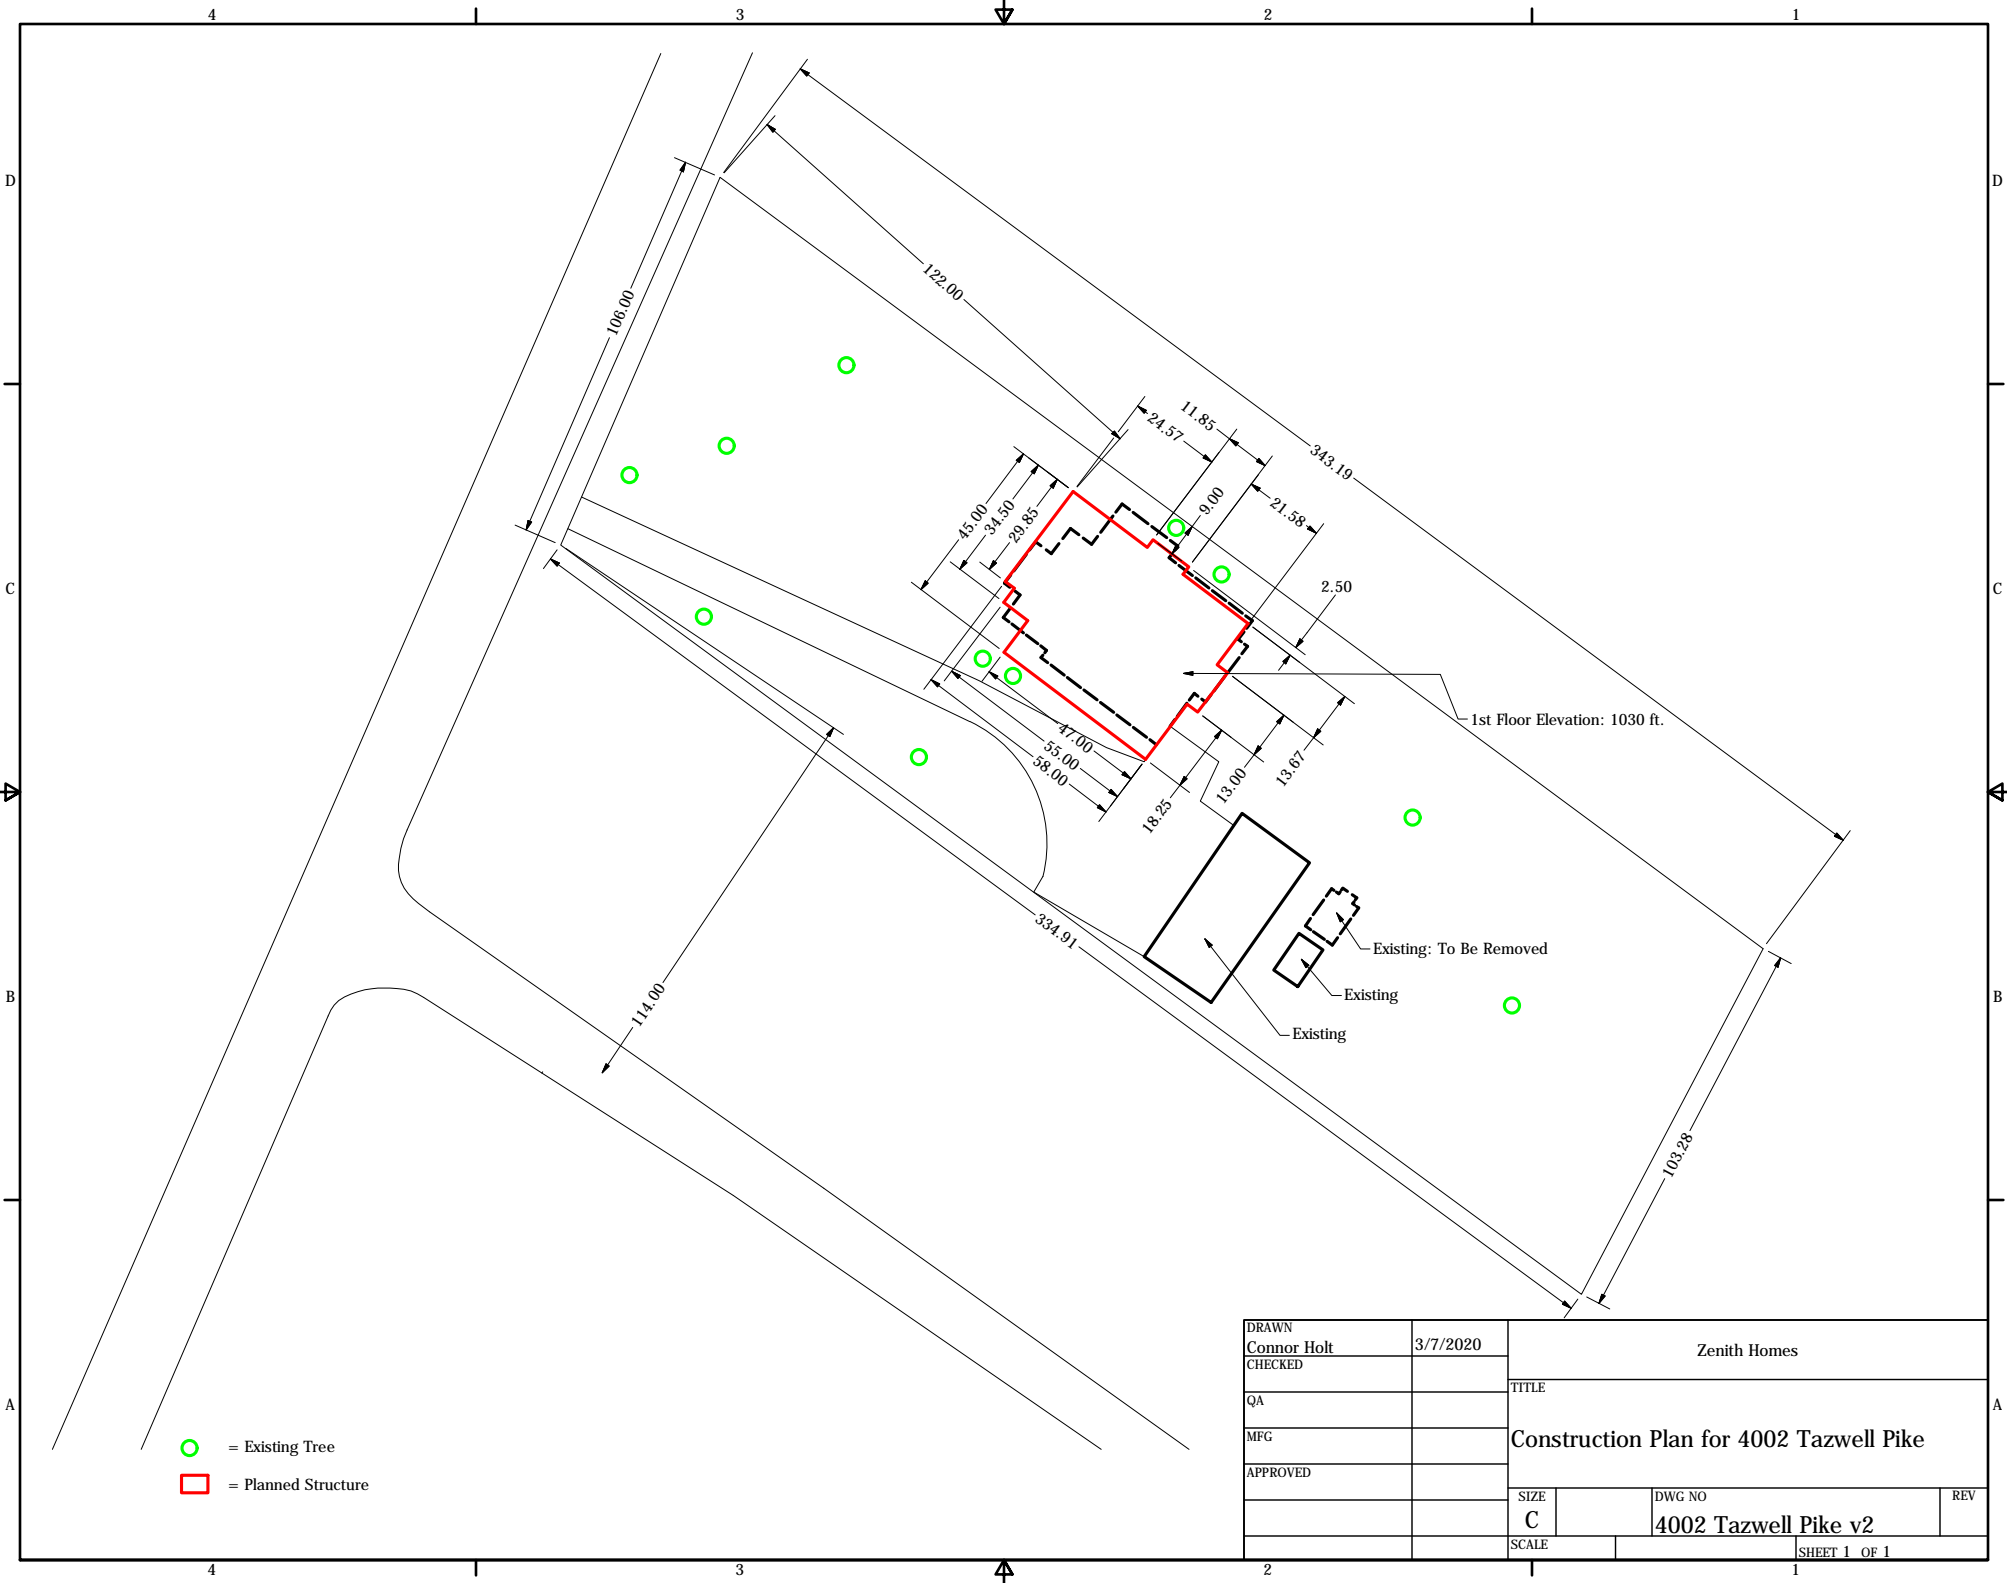 4 3 2 1
D D
C C
B B
A A
4 3 2 1
106.00
122.00
343.19
24.57
11.85
9.00
21.58
45.00
34.50
29.85
2.50
1st Floor Elevation: 1030 ft.
47.00
55.00
58.00
18.25
13.00
13.67
334.91
114.00
103.28
Existing: To Be Removed
Existing
Existing
= Existing Tree
= Planned Structure
DRAWN
Connor Holt 3/7/2020
CHECKED
QA
MFG
APPROVED
Zenith Homes
TITLE
Construction Plan for 4002 Tazwell Pike
SIZE
C
DWG NO
4002 Tazwell Pike v2
REV
SCALE
SHEET 1 OF 1